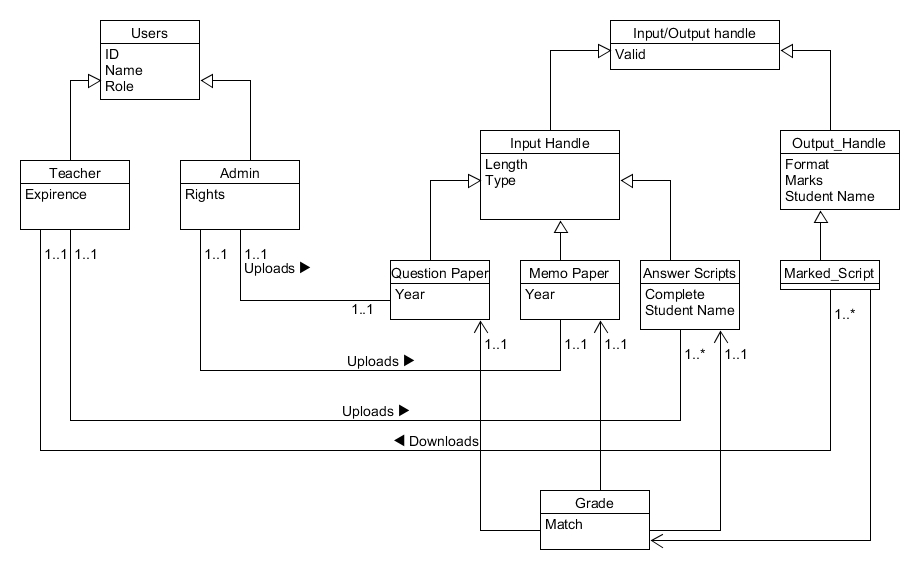 Users
ID
Name
Role
Input/Output handle
Valid
Teacher
Expirence
Admin
Rights
Input Handle
Length
Type
Output_Handle
Format
Marks
Student Name
1..1
1..1
1..1
1..1
Uploads ▶
Question Paper
Year
Memo Paper
Year
Answer Scripts
Complete
Student Name
Marked_Script
1..1
1..*
1..1
1..1
1..1
1..*
1..1
Uploads ▶
Uploads ▶
◀ Downloads
Grade
Match